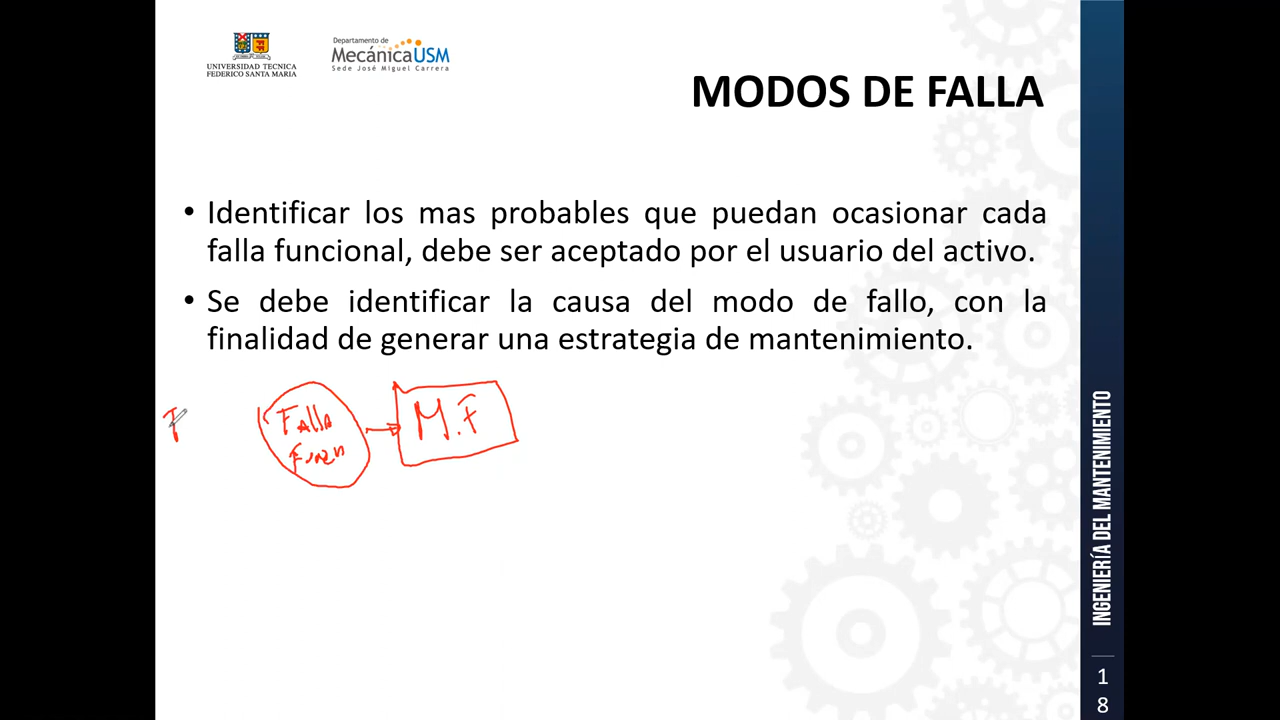 UNIVERSIDAD TECNICA
FEDERICO SANTA MARIA
Departamento de
MecánicaUSM
Sede José Miguel Carrera
MODOS DE FALLA
• Identificar los mas probables que puedan ocasionar cada
falla funcional, debe ser aceptado por el usuario del activo.
• Se debe identificar la causa del modo de fallo, con la
finalidad de generar una estrategia de mantenimiento.
F
Falla
M.F
INGENIERÍA DEL MANTENIMIENTO
1
8